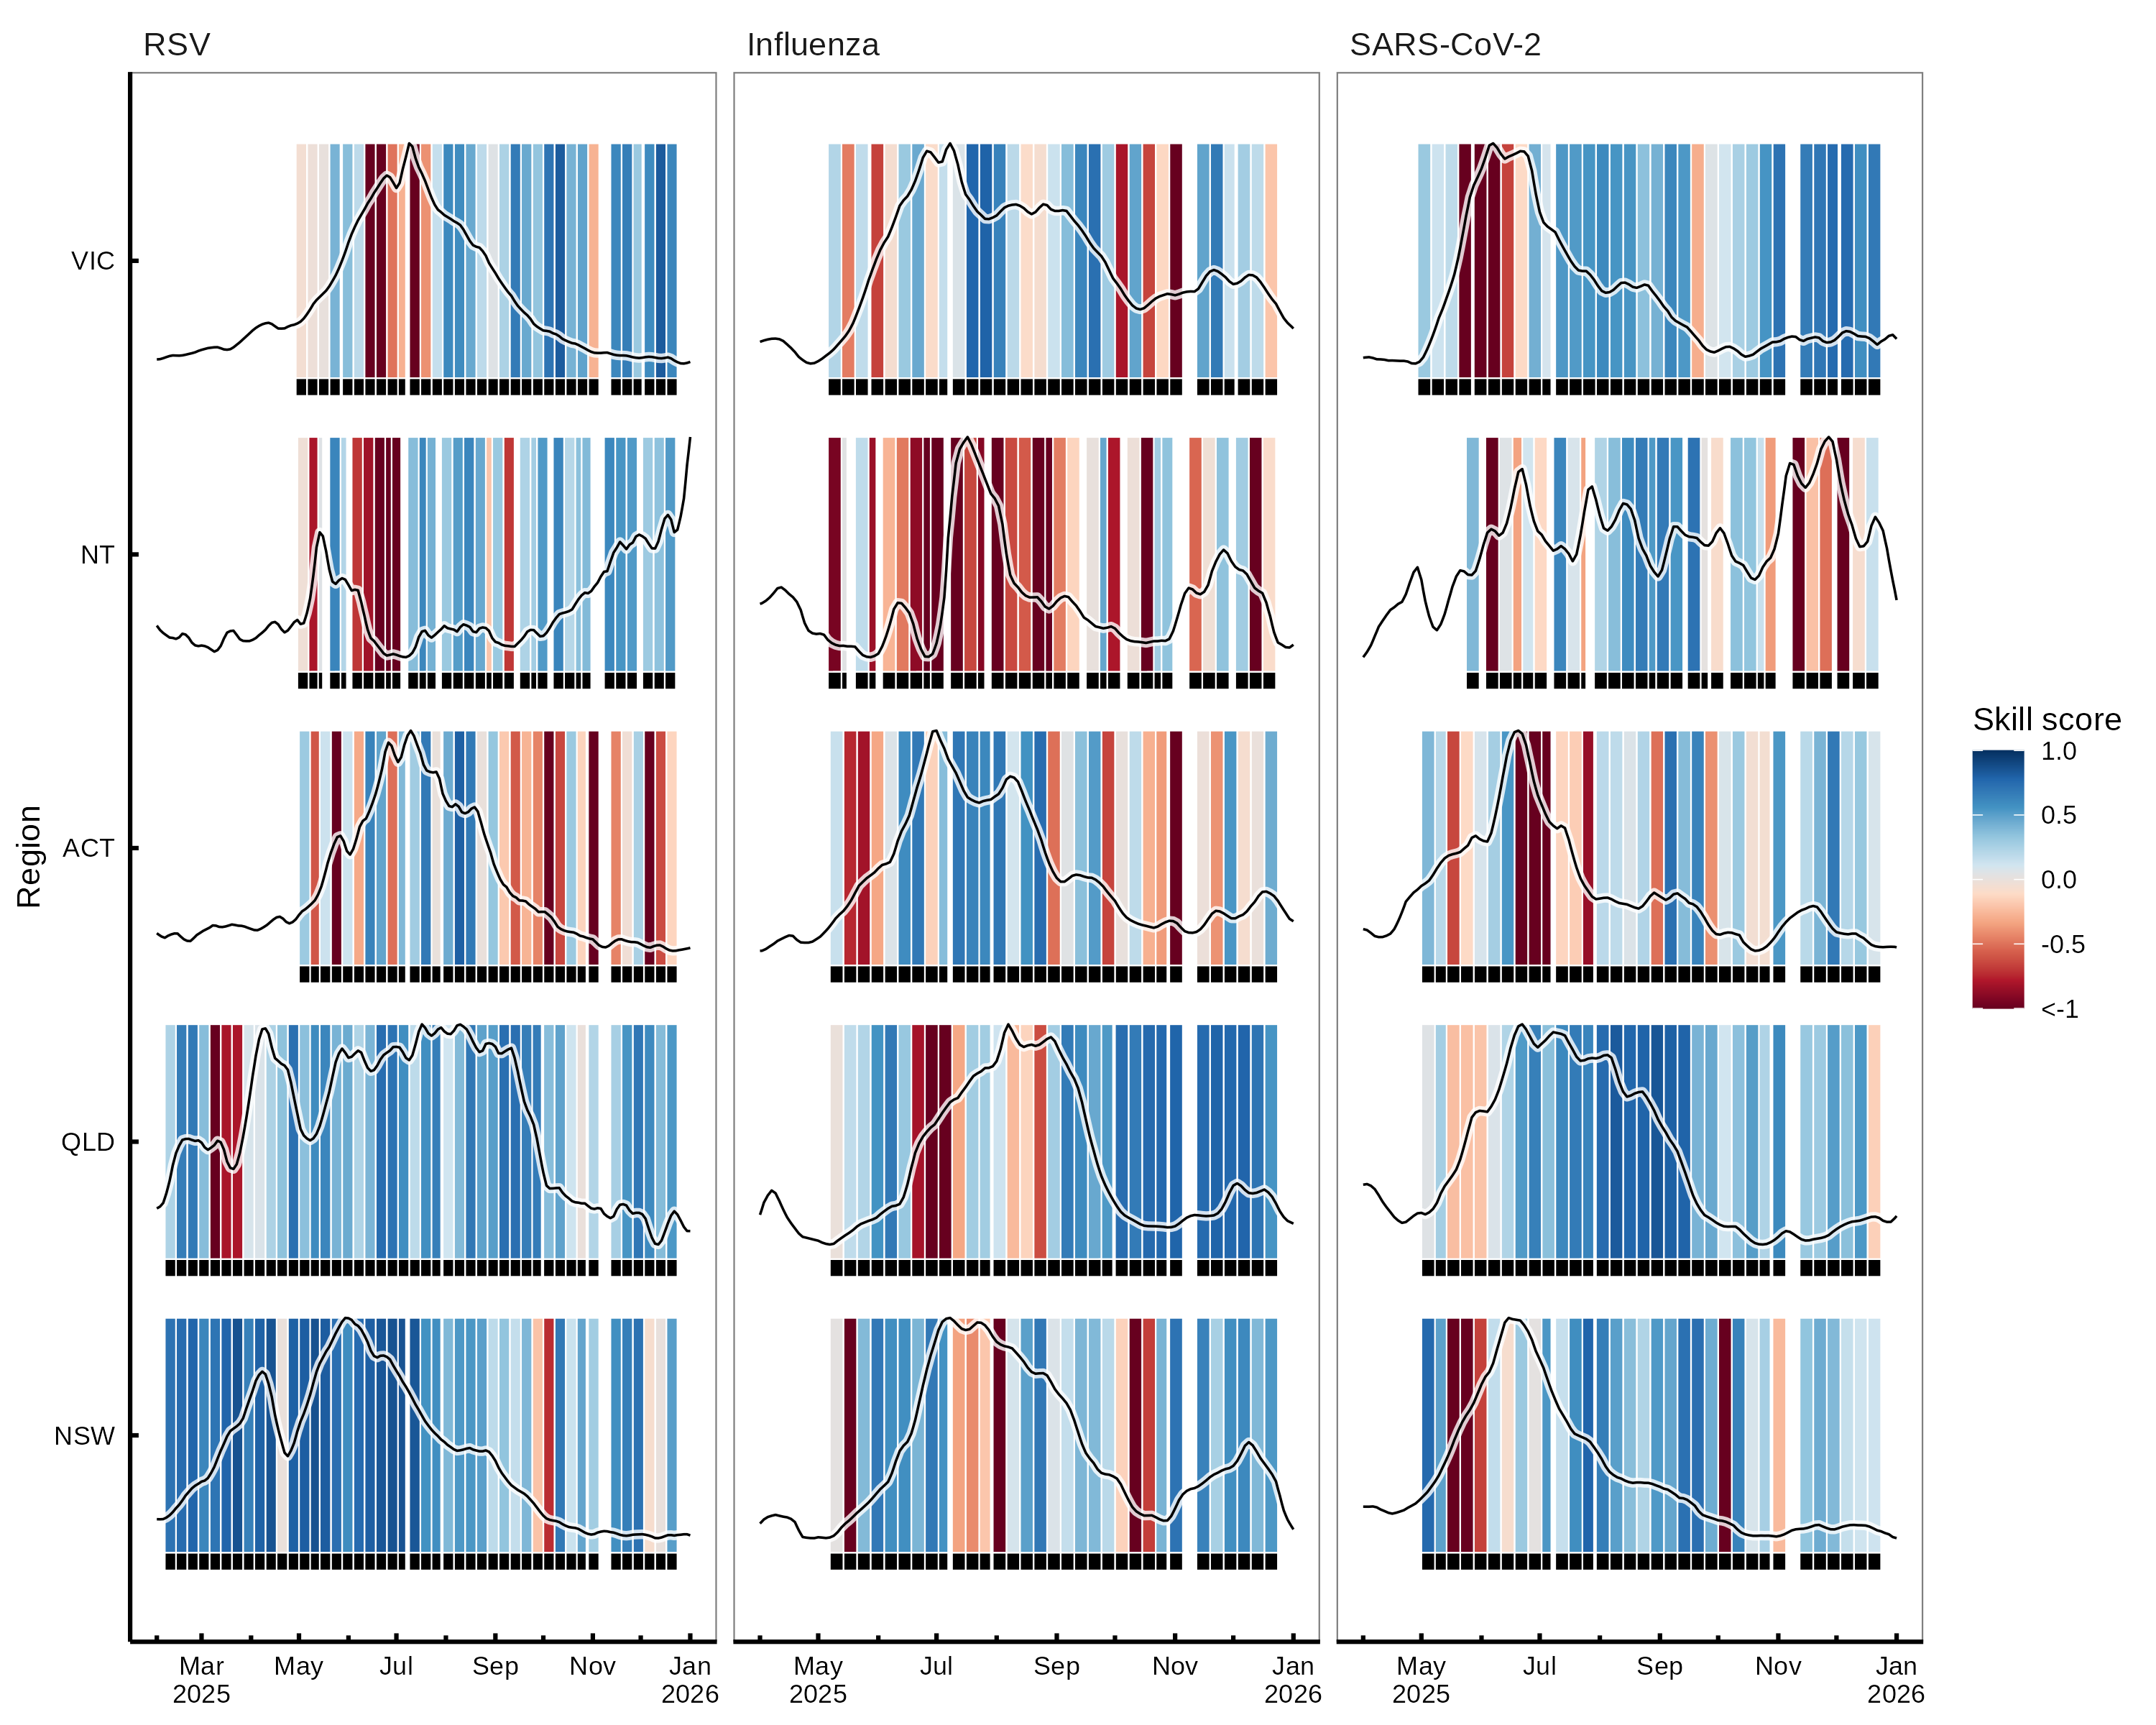 RSV
Influenza
SARS-CoV-2
VIC
NT
ACT
QLD
NSW
Region
Mar
2025
May
Jul
Sep
Nov
Jan
2026
May
2025
Jul
Sep
Nov
Jan
2026
May
2025
Jul
Sep
Nov
Jan
2026
Skill score
1.0
0.5
0.0
-0.5
<-1